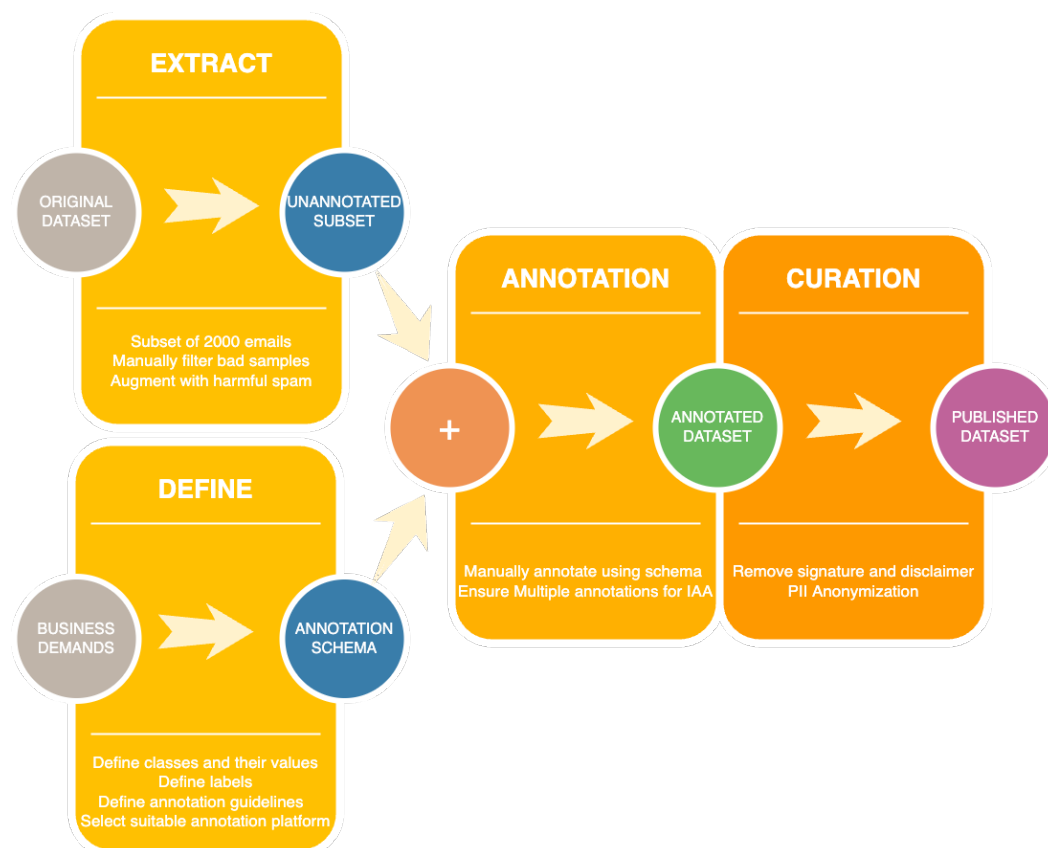 EXTRACT
ORIGINAL
DATASET
UNANNOTATED
SUBSET
Subset of 2000 emails
Manually filter bad samples
Augment with harmful spam
DEFINE
BUSINESS
DEMANDS
ANNOTATION
SCHEMA
Define classes and their values
Define labels
Define annotation guidelines
Select suitable annotation platform
+
ANNOTATION
ANNOTATED
DATASET
Manually annotate using schema
Ensure Multiple annotations for IAA
CURATION
PUBLISHED
DATASET
Remove signature and disclaimer
PII Anonymization